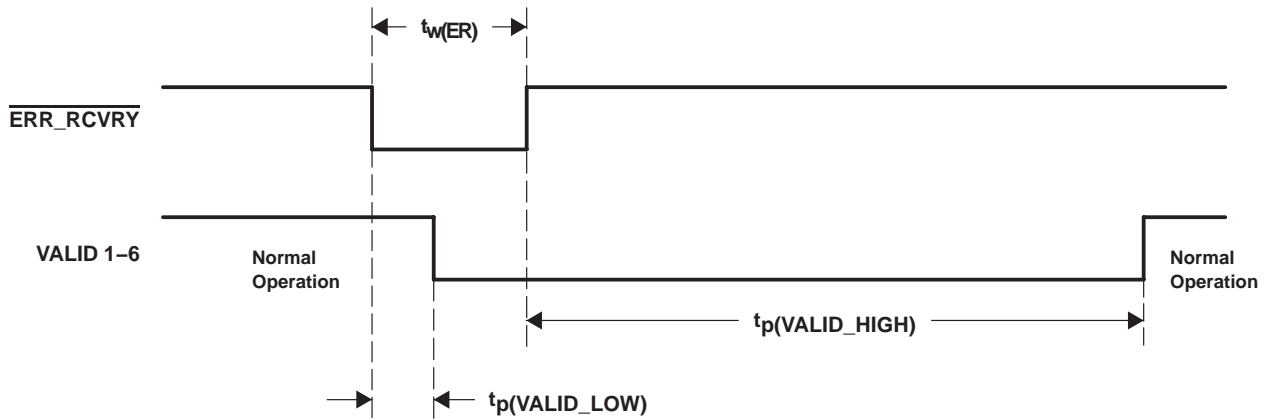 tw(ER)
ERR_RCVRY
VALID 1–6
Normal
Operation
Normal
Operation
tp(VALID_HIGH)
tp(VALID_LOW)